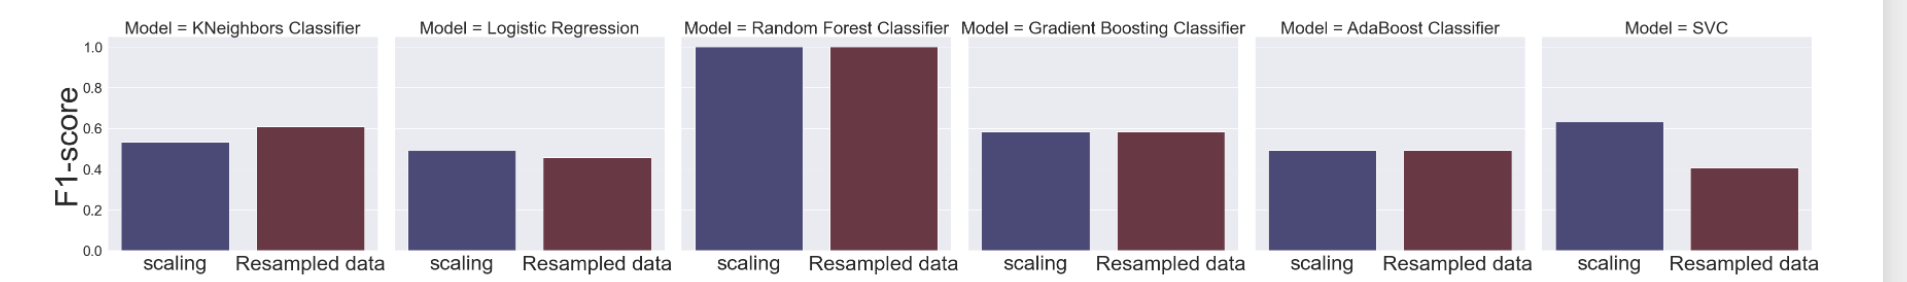 Model = KNeighbors Classifier Model = Logistic Regression Model = Random Forest Classifier Model = Gradient Boosting Classifier Model = AdaBoost Classifier Model = SVC
F1-score
1.0
0.8
0.6
0.4
0.2
0.0
scaling Resampled data scaling Resampled data scaling Resampled data scaling Resampled data scaling Resampled data scaling Resampled data